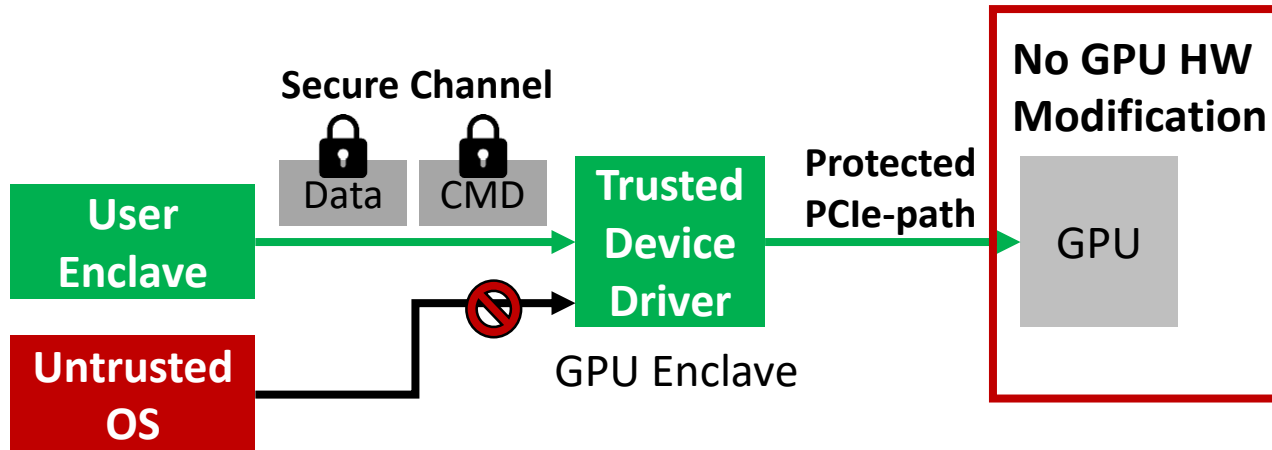 Secure Channel
Data
CMD
User
Enclave
Untrusted
OS
Trusted
Device
Driver
GPU Enclave
Protected
PCIe-path
No GPU HW
Modification
GPU